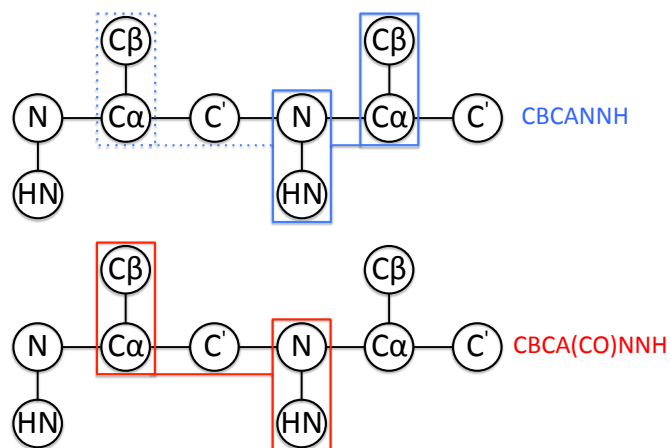 Cβ Cβ
N Cα C' N Cα C' CBCANNH
HN HN
Cβ Cβ
N Cα C' N Cα C' CBCA(CO)NNH
HN HN